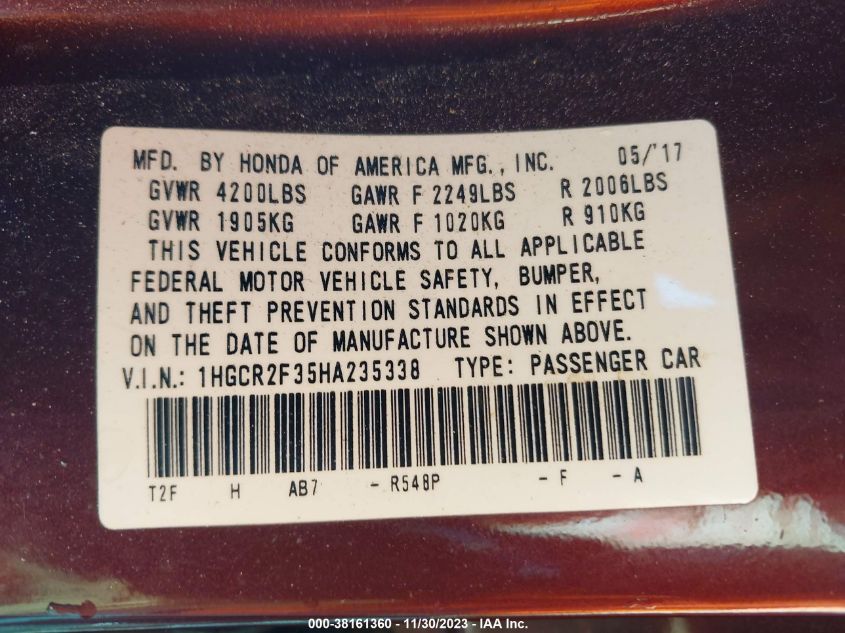 MFD. BY HONDA OF AMERICA MFG., INC. 05/'17
GVWR 4200LBS GAWR F 2249LBS R 2006LBS
GVWR 1905KG GAWR F 1020KG R 910KG
THIS VEHICLE CONFORMS TO ALL APPLICABLE
FEDERAL MOTOR VEHICLE SAFETY, BUMPER,
AND THEFT PREVENTION STANDARDS IN EFFECT
ON THE DATE OF MANUFACTURE SHOWN ABOVE.
V.I.N.: 1HGCR2F35HA235338 TYPE: PASSENGER CAR
T2F H AB7 - R548P - F - A
000-38161360 - 11/30/2023 - IAA Inc.